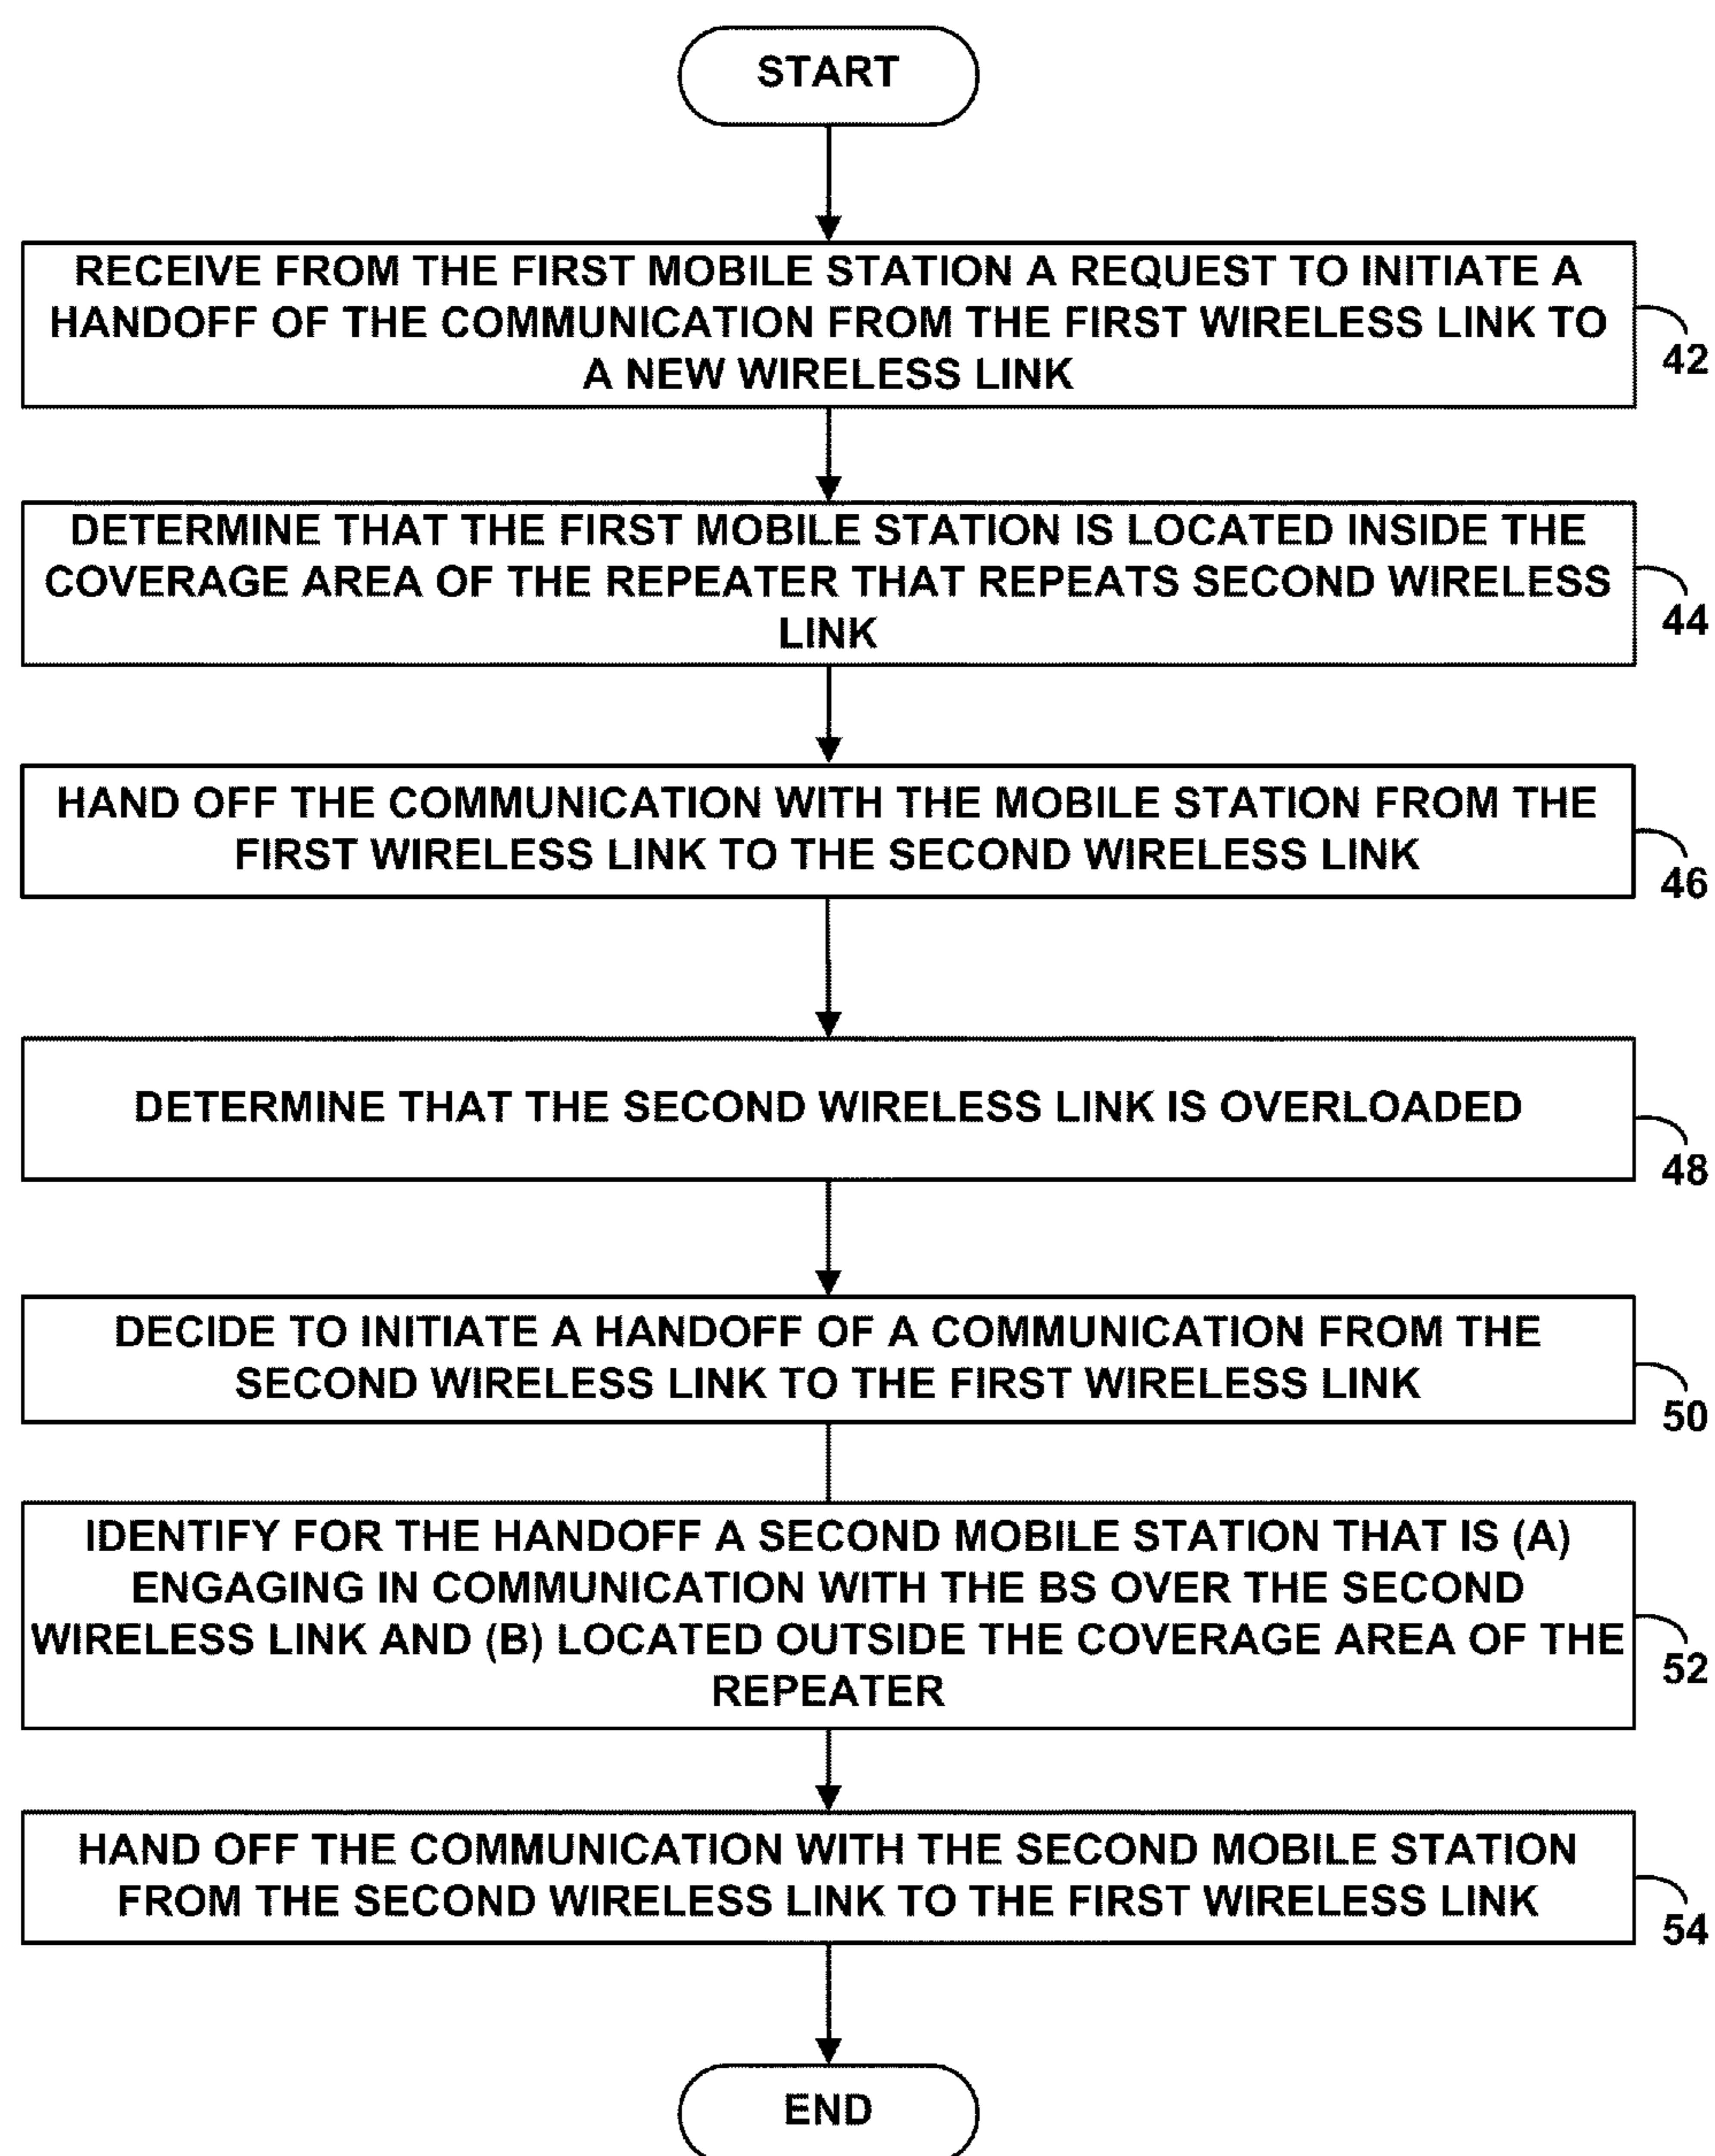 START
RECEIVE FROM THE FIRST MOBILE STATION A REQUEST TO INITIATE A
HANDOFF OF THE COMMUNICATION FROM THE FIRST WIRELESS LINK TO
A NEW WIRELESS LINK
42
DETERMINE THAT THE FIRST MOBILE STATION IS LOCATED INSIDE THE
COVERAGE AREA OF THE REPEATER THAT REPEATS SECOND WIRELESS
LINK
44
HAND OFF THE COMMUNICATION WITH THE MOBILE STATION FROM THE
FIRST WIRELESS LINK TO THE SECOND WIRELESS LINK
46
DETERMINE THAT THE SECOND WIRELESS LINK IS OVERLOADED
48
DECIDE TO INITIATE A HANDOFF OF A COMMUNICATION FROM THE
SECOND WIRELESS LINK TO THE FIRST WIRELESS LINK
50
IDENTIFY FOR THE HANDOFF A SECOND MOBILE STATION THAT IS (A)
ENGAGING IN COMMUNICATION WITH THE BS OVER THE SECOND
WIRELESS LINK AND (B) LOCATED OUTSIDE THE COVERAGE AREA OF THE
REPEATER
52
HAND OFF THE COMMUNICATION WITH THE SECOND MOBILE STATION
FROM THE SECOND WIRELESS LINK TO THE FIRST WIRELESS LINK
54
END